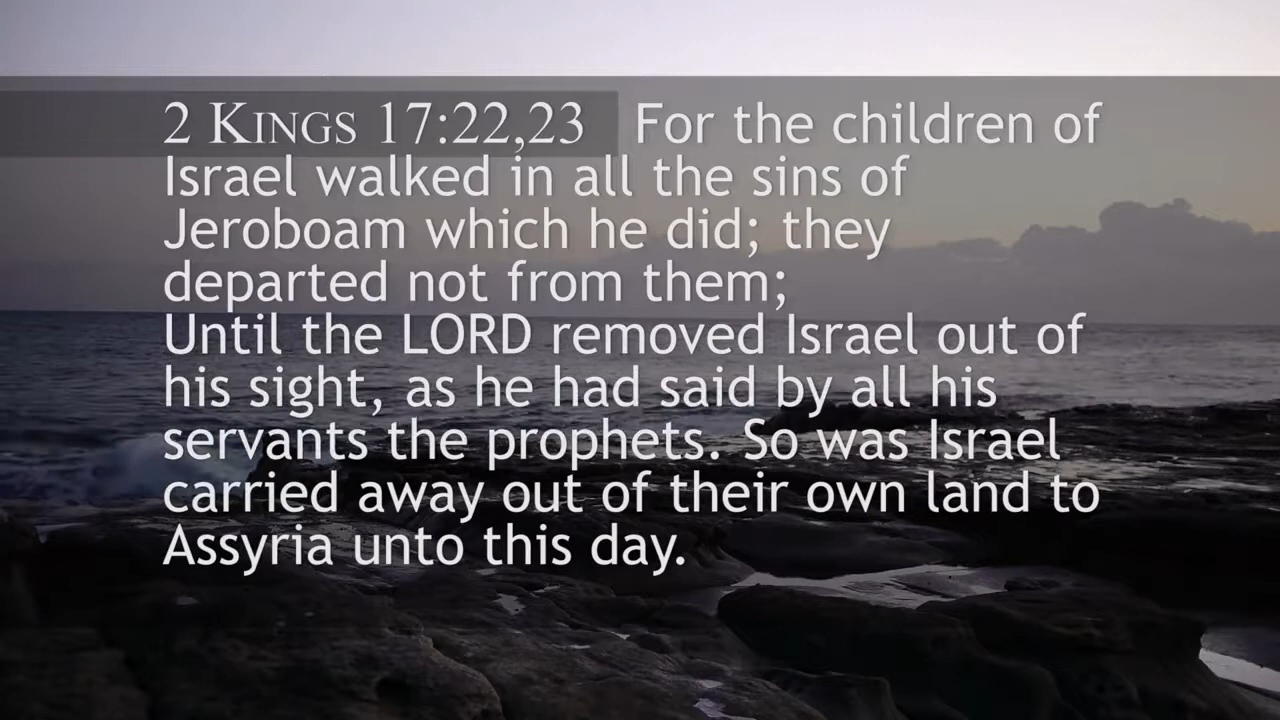 2 KINGS 17:22,23 For the children of
Israel walked in all the sins of
Jeroboam which he did; they
departed not from them;
Until the LORD removed Israel out of
his sight, as he had said by all his
servants the prophets. So was Israel
carried away out of their own land to
Assyria unto this day.